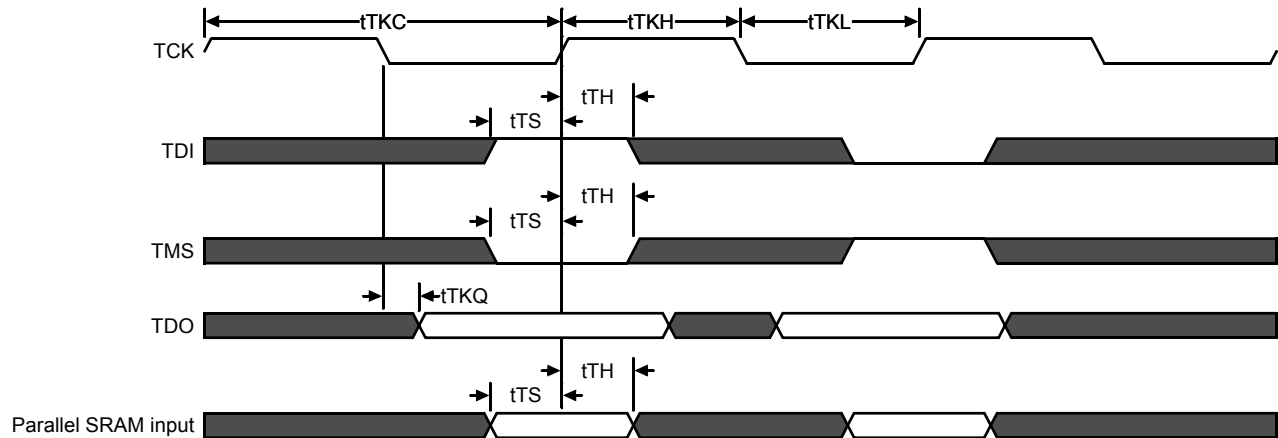 tTKC
tTKH
tTKL
TCK
tTH
tTS
TDI
tTH
tTS
TMS
tTKQ
TDO
tTH
tTS
Parallel SRAM input